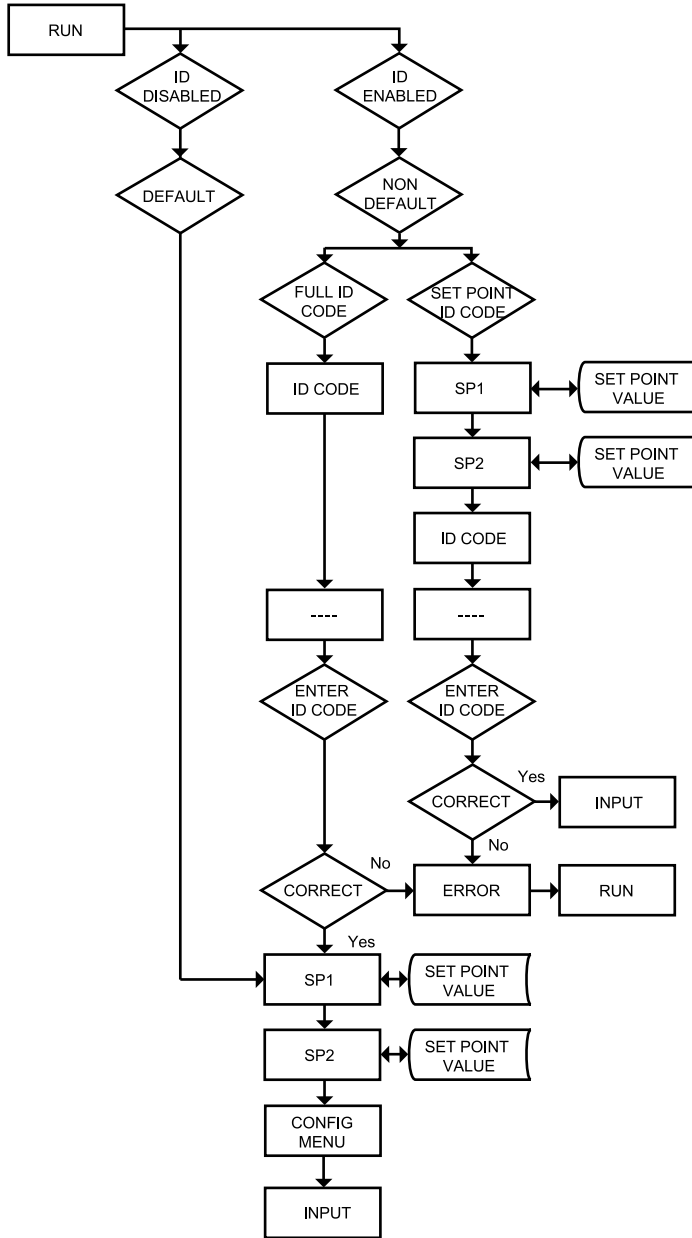 RUN
ID
DISABLED
ID
ENABLED
DEFAULT
NON
DEFAULT
FULL ID
CODE
SET POINT
ID CODE
ID CODE
SP1
SET POINT
VALUE
SP2
SET POINT
VALUE
ID CODE
----
----
ENTER
ID CODE
ENTER
ID CODE
CORRECT
Yes
INPUT
No
CORRECT
No
ERROR
RUN
Yes
SP1
SET POINT
VALUE
SP2
SET POINT
VALUE
CONFIG
MENU
INPUT